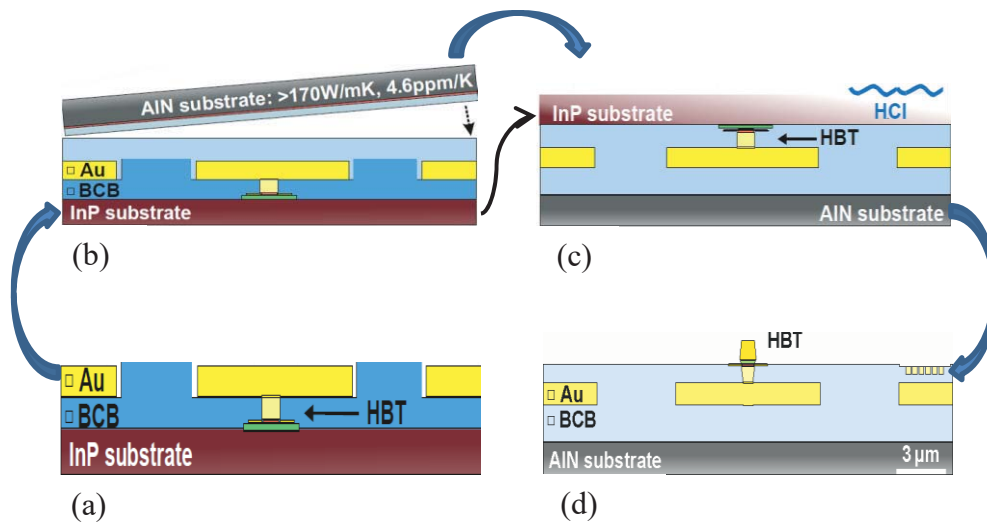 AlN substrate: >170W/mK, 4.6ppm/K
Au
BCB
InP substrate
(b)
InP substrate
HCl
HBT
AlN substrate
(c)
Au
BCB
HBT
InP substrate
(a)
HBT
Au
BCB
AlN substrate
3 µm
(d)